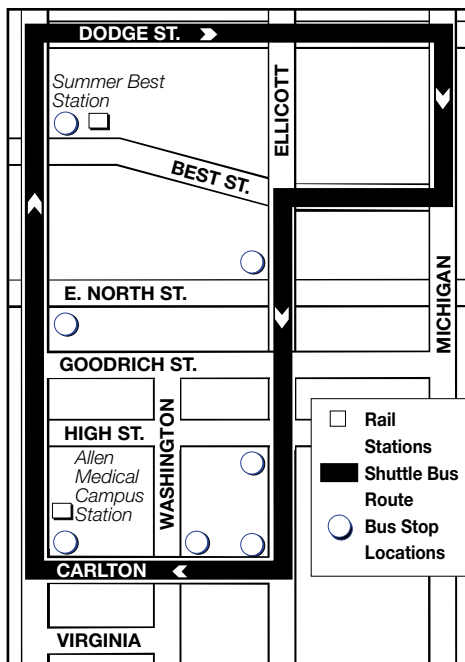 DODGE ST.
Summer Best
Station
ELLICOTT
BEST ST.
E. NORTH ST.
MICHIGAN
GOODRICH ST.
WASHINGTON
HIGH ST.
Allen
Medical
Campus
Station
Rail
Stations
Shuttle Bus
Route
Bus Stop
Locations
CARLTON
VIRGINIA